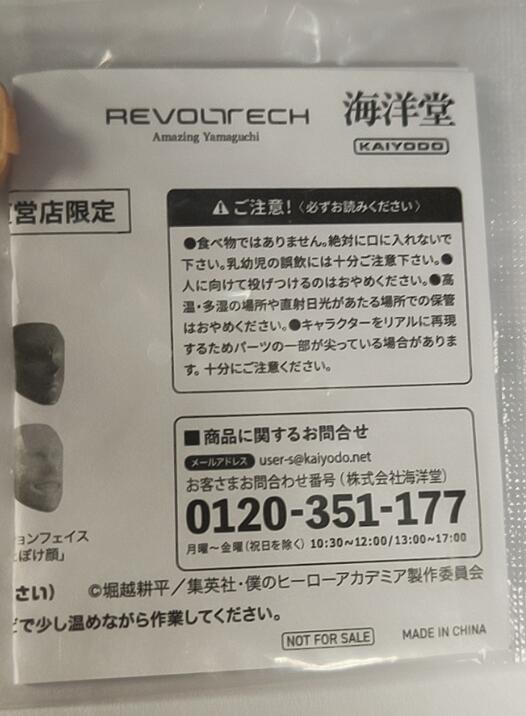 REVOLTECH
Amazing Yamaguchi
海洋堂
KAIYODO
営店限定
ご注意!〈必ずお読みください〉
●食べ物ではありません。絶対に口に入れないで
下さい。乳幼児の誤飲には十分ご注意下さい。●
人に向けて投げつけるのはおやめください。●高
温・多湿の場所や直射日光があたる場所での保管
はおやめください。●キャラクターをリアルに再現
するためパーツの一部が尖っている場合がありま
す。十分にご注意ください。
■商品に関するお問合せ
メールアドレス user-s@kaiyodo.net
お客さまお問合わせ番号(株式会社海洋堂)
0120-351-177
月曜~金曜(祝日を除く) 10:30~12:00/13:00~17:00
ョンフェイス
ぼけ顔」
さい)
©堀越耕平/集英社・僕のヒーローアカデミア製作委員会
で少し温めながら作業してください。
NOT FOR SALE
MADE IN CHINA